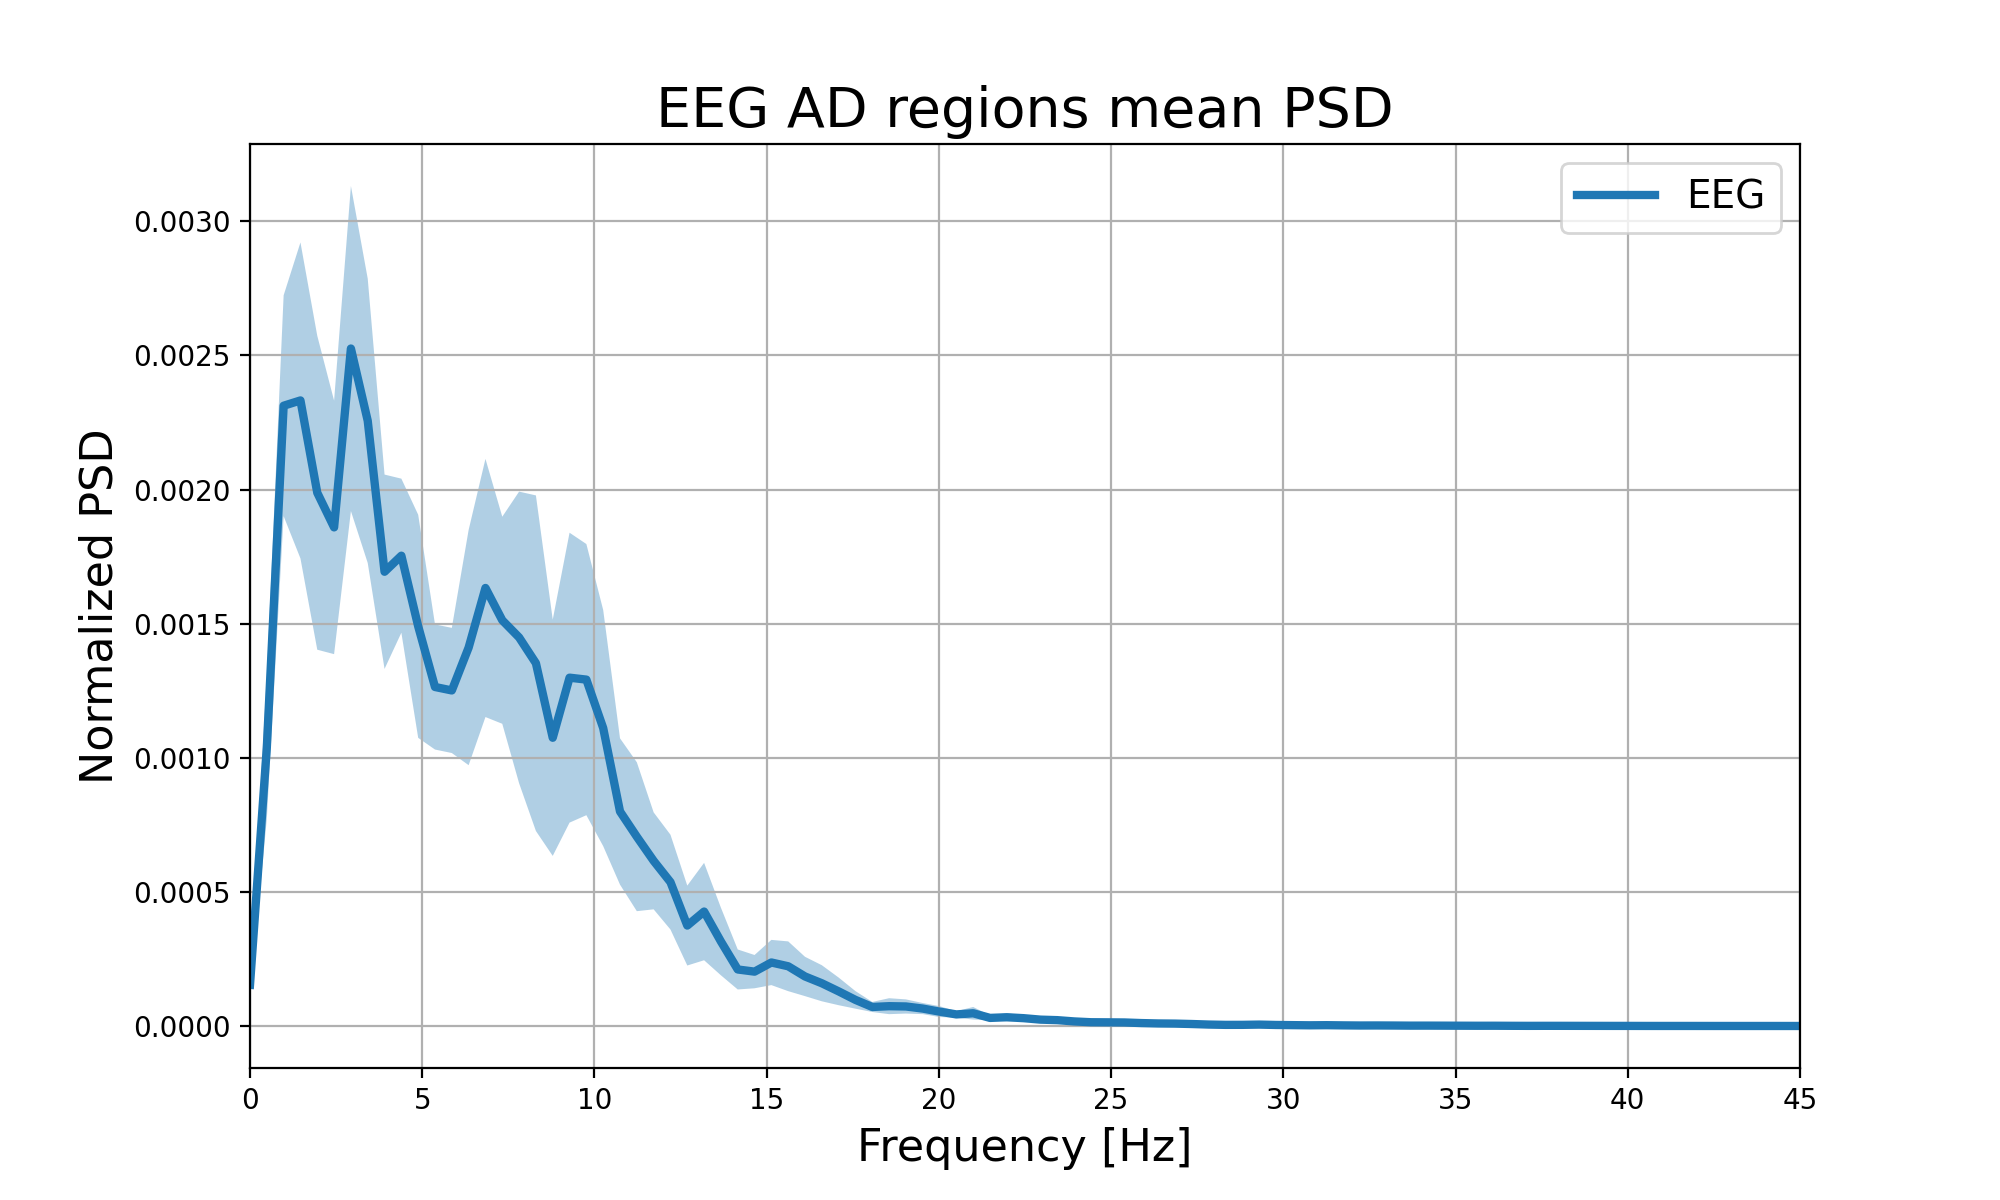 EEG AD regions mean PSD
EEG
Normalized PSD
0.0030
0.0025
0.0020
0.0015
0.0010
0.0005
0.0000
0 5 10 15 20 25 30 35 40 45
Frequency [Hz]